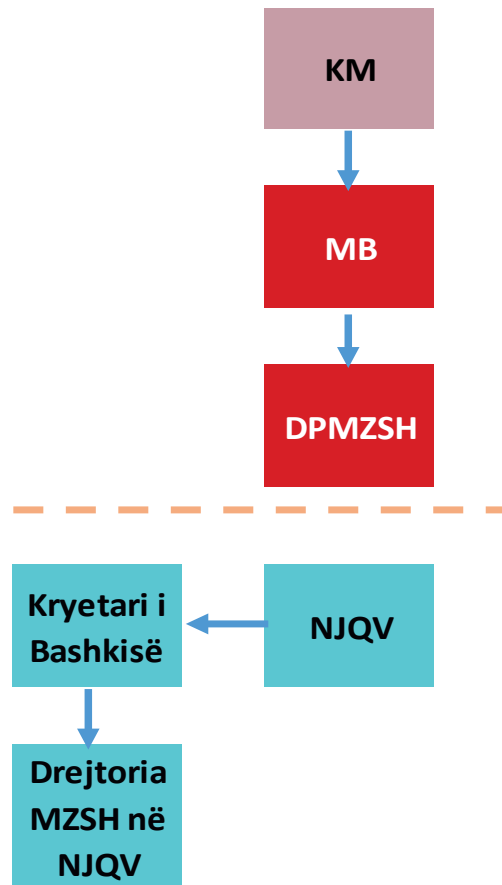 KM
MB
DPMZSH
Kryetari i
Bashkisë
NJQV
Drejtoria
MZSH në
NJQV